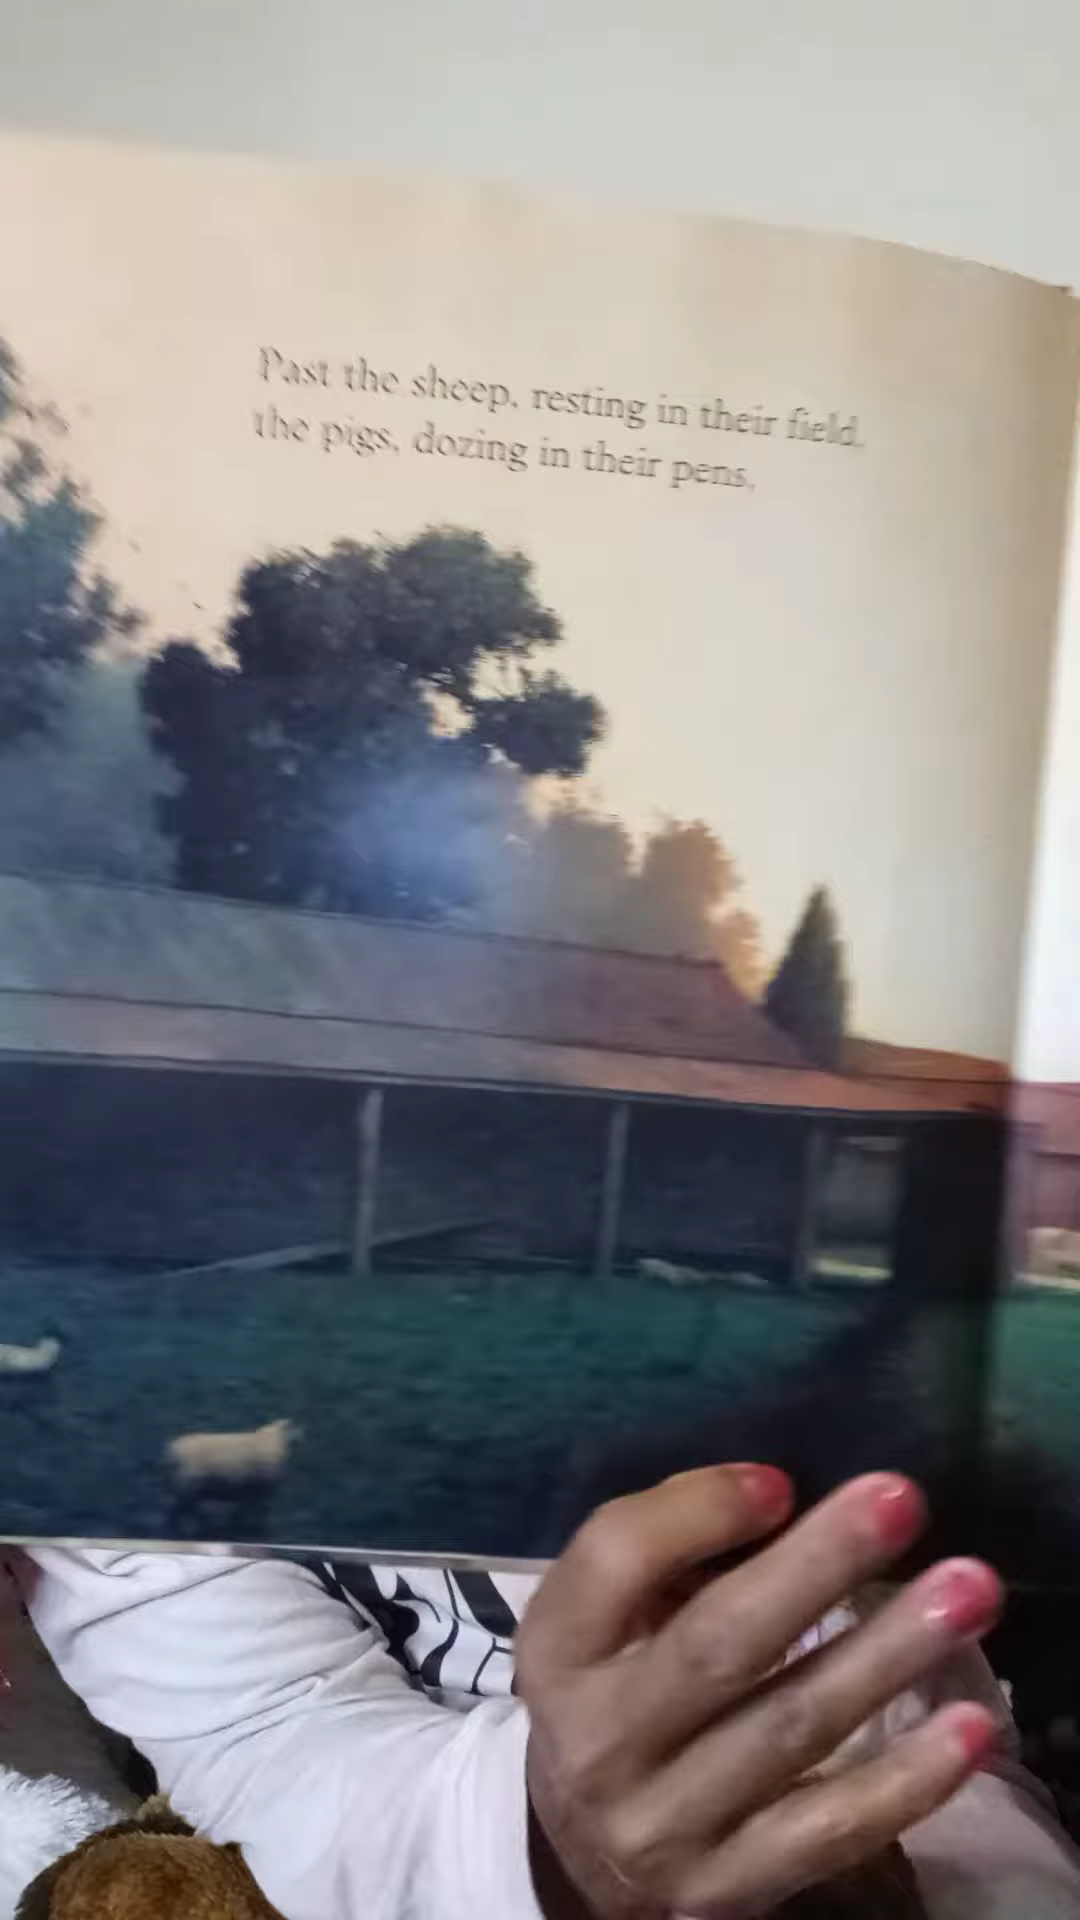 Past the sheep, resting in their field,
the pigs, dozing in their pens,